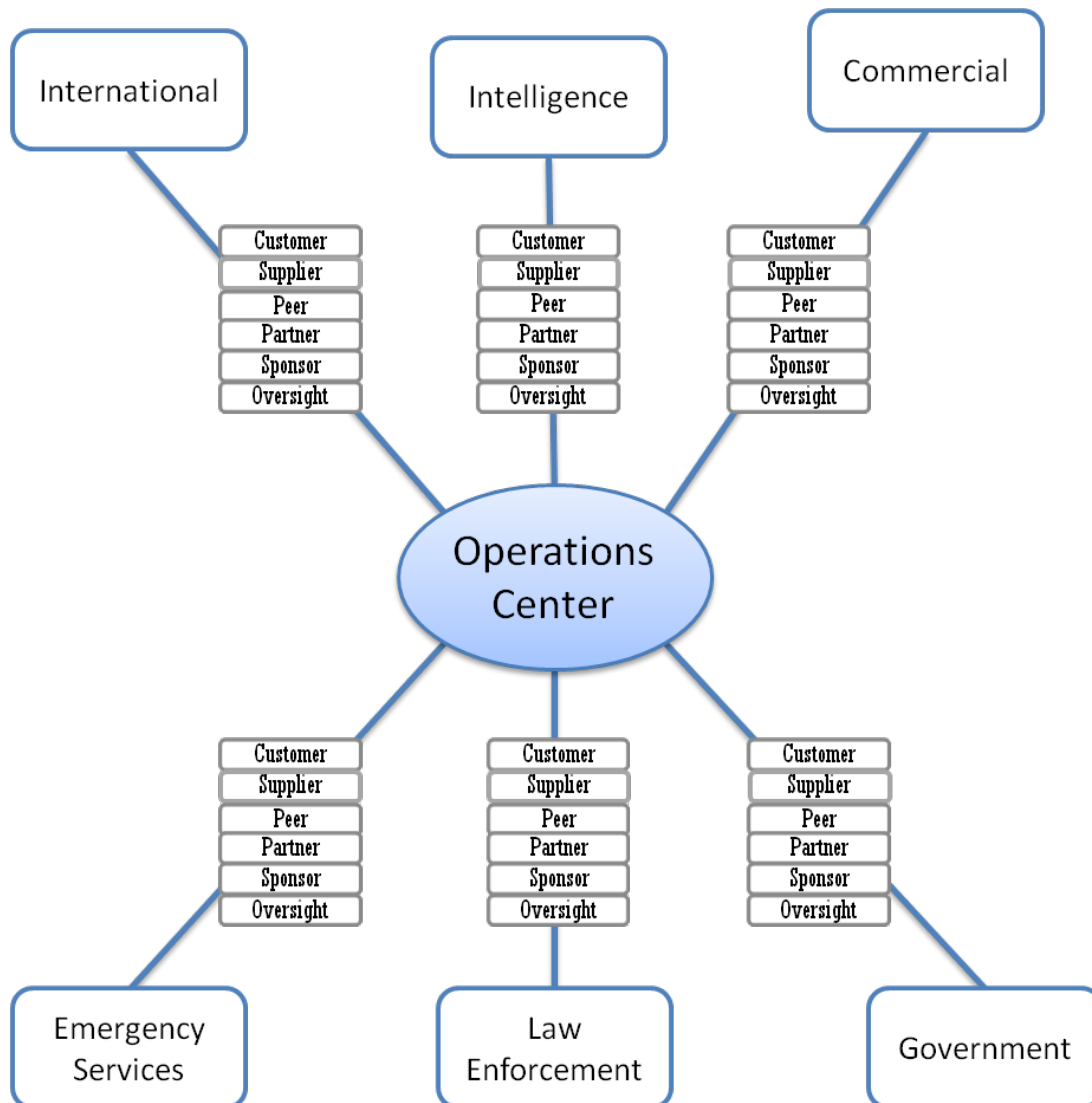 International
Intelligence
Commercial
Customer
Supplier
Peer
Partner
Sponsor
Oversight
Customer
Supplier
Peer
Partner
Sponsor
Oversight
Customer
Supplier
Peer
Partner
Sponsor
Oversight
Operations
Center
Customer
Supplier
Peer
Partner
Sponsor
Oversight
Customer
Supplier
Peer
Partner
Sponsor
Oversight
Customer
Supplier
Peer
Partner
Sponsor
Oversight
Emergency
Services
Law
Enforcement
Government